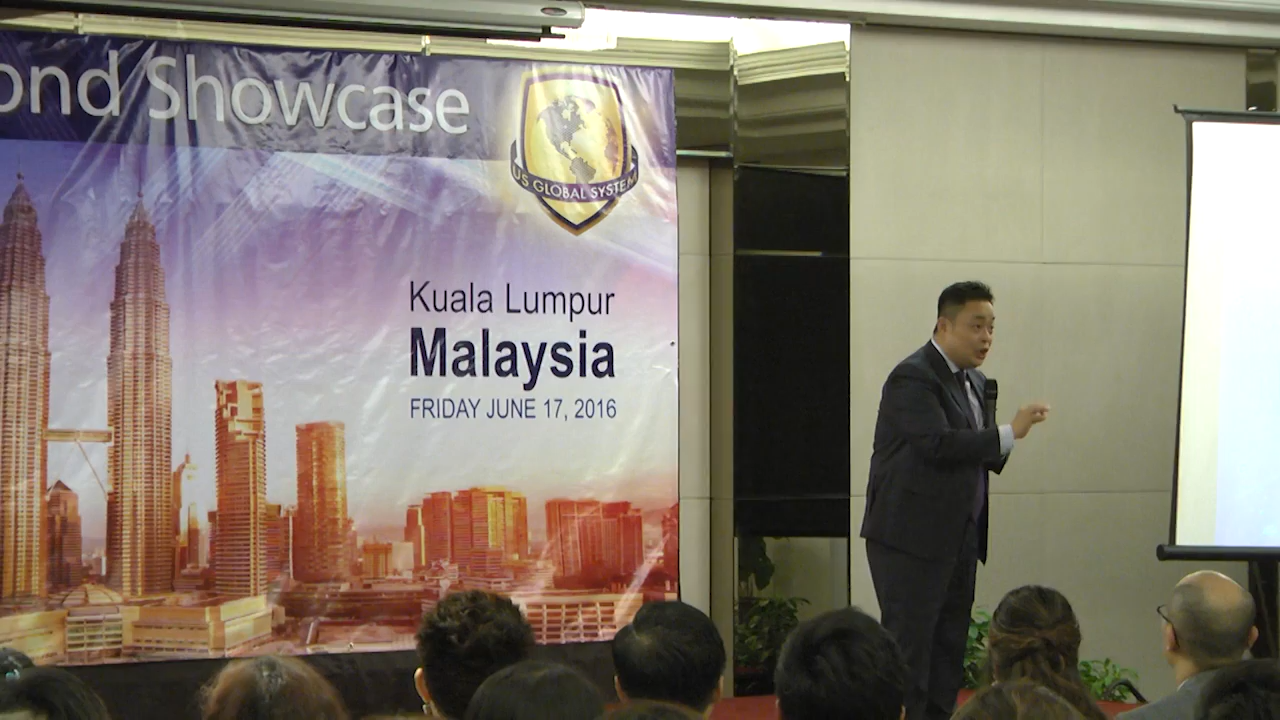 ond Showcase
US GLOBAL SYSTEM
Kuala Lumpur
Malaysia
FRIDAY JUNE 17, 2016